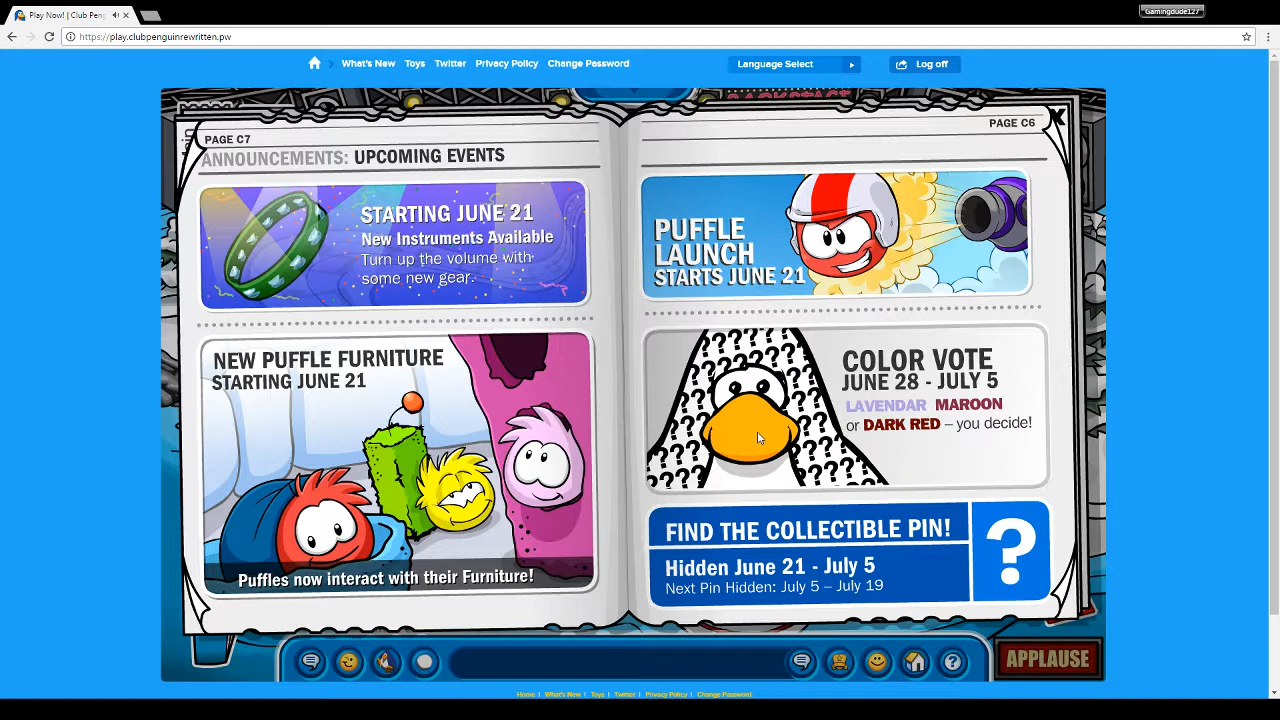 Play Now! | Club Peng
Gamingdude127
https://play.clubpenguinrewritten.pw
What's New Toys Twitter Privacy Policy Change Password
Language Select
Log off
BACKSTAGE
PAGE C7
ANNOUNCEMENTS: UPCOMING EVENTS
STARTING JUNE 21
New Instruments Available
Turn up the volume with
some new gear.
NEW PUFFLE FURNITURE
STARTING JUNE 21
Puffles now interact with their Furniture!
PAGE C6
PUFFLE
LAUNCH
STARTS JUNE 21
COLOR VOTE
JUNE 28 - JULY 5
LAVENDAR MAROON
or DARK RED – you decide!
FIND THE COLLECTIBLE PIN!
Hidden June 21 - July 5
Next Pin Hidden: July 5 – July 19
?
?
APPLAUSE
Home | What's New | Toys | Twitter | Privacy Policy | Change Password